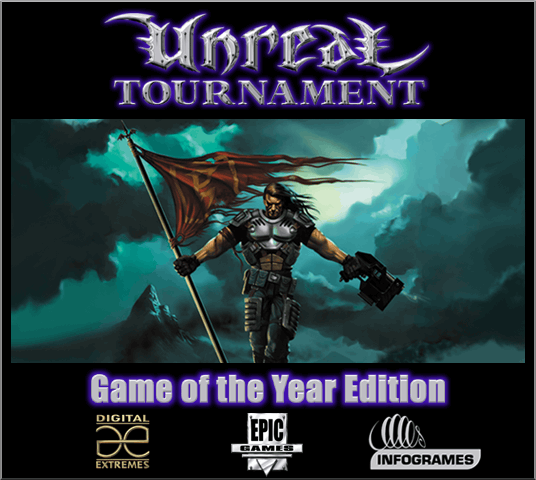 Unreal
TOURNAMENT
Game of the Year Edition
DIGITAL
EXTREMES
EPIC
GAMES
INFOGRAMES